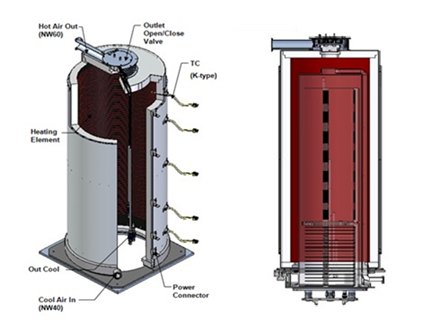 Hot Air Out
(NW60)
Outlet
Open/Close
Valve
TC
(K-type)
Heating
Element
Out Cool
Cool Air In
(NW40)
Power
Connector